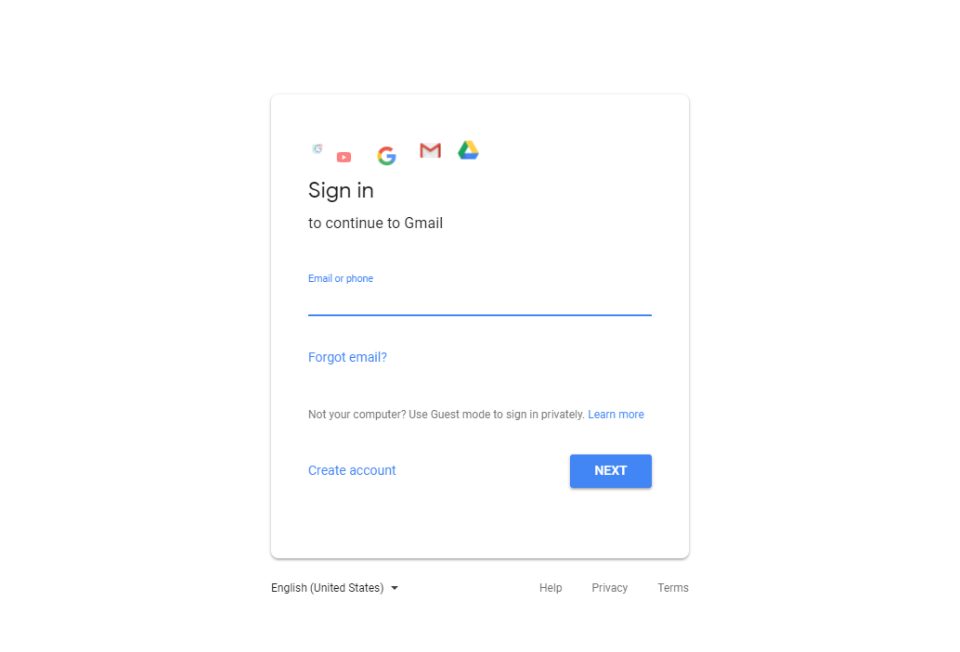 Sign in
to continue to Gmail
Email or phone
Forgot email?
Not your computer? Use Guest mode to sign in privately. Learn more
Create account
NEXT
English (United States)
Help
Privacy
Terms